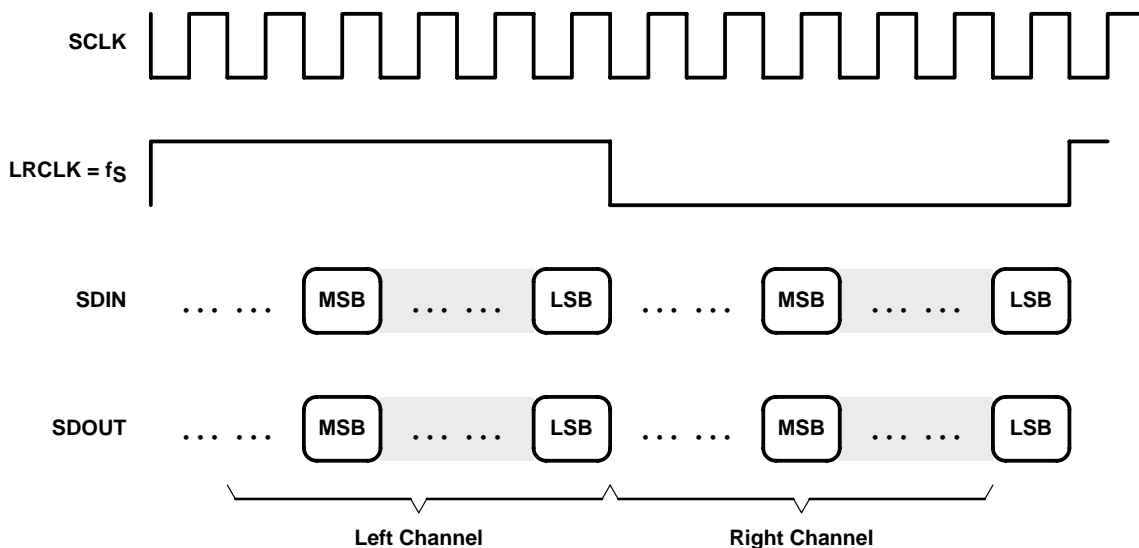 SCLK
LRCLK = fS
SDIN
... ... MSB ... ... LSB ... ... MSB ... ... LSB
SDOUT
... ... MSB ... ... LSB ... ... MSB ... ... LSB
Left Channel Right Channel